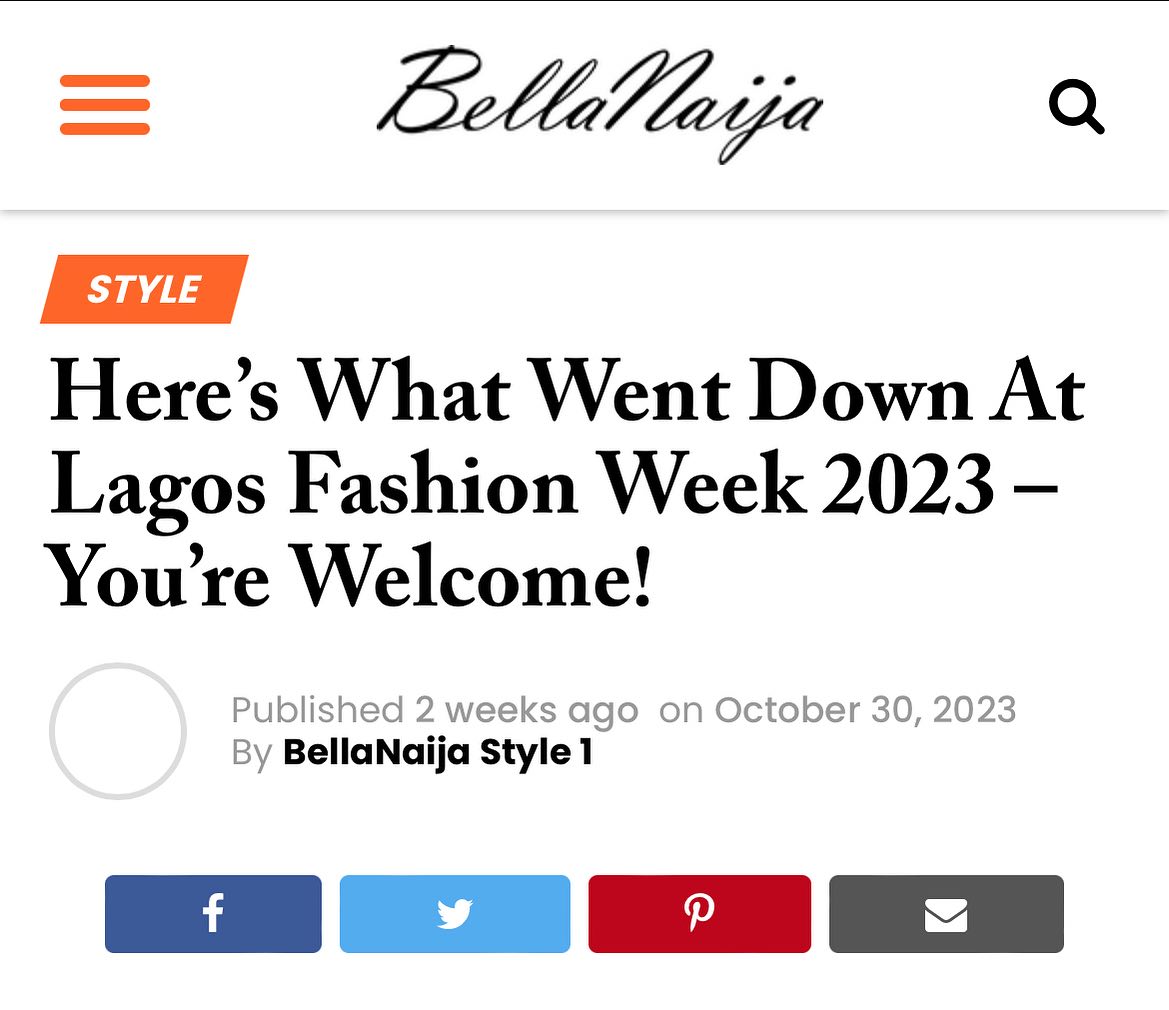 BellaNaija
STYLE
Here’s What Went Down At
Lagos Fashion Week 2023 –
You’re Welcome!
Published 2 weeks ago on October 30, 2023
By BellaNaija Style 1